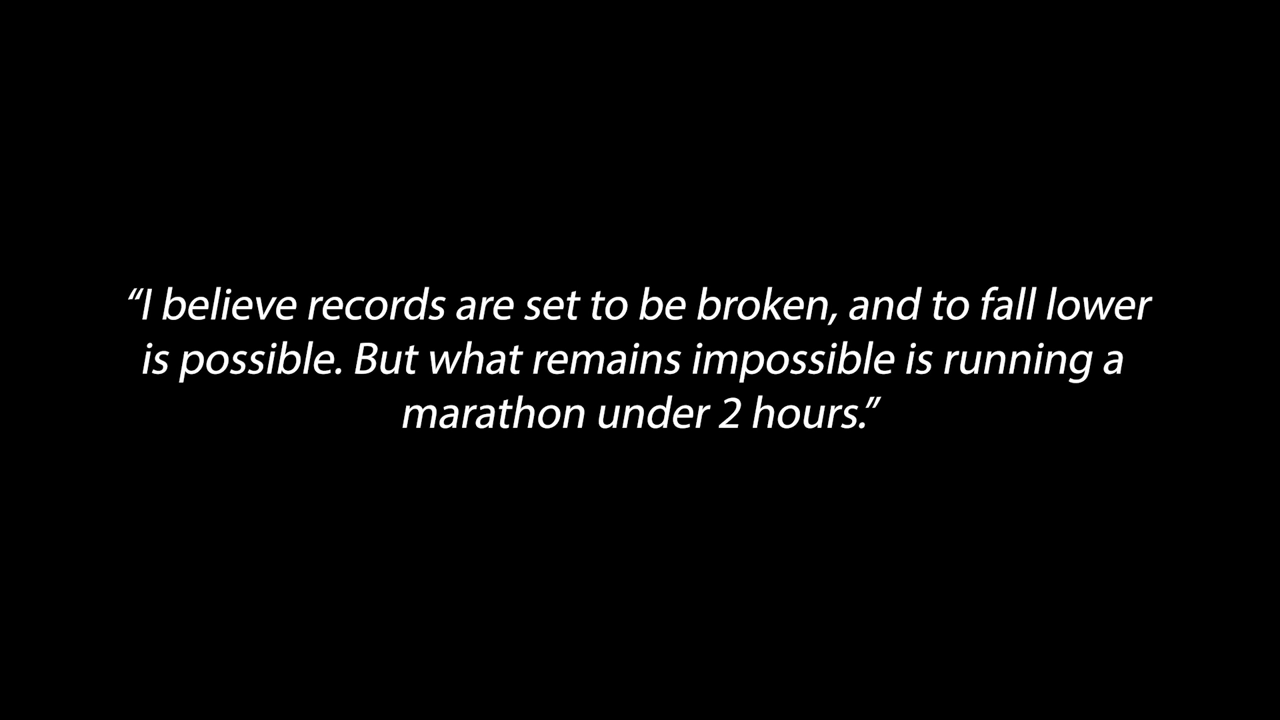 “I believe records are set to be broken, and to fall lower
is possible. But what remains impossible is running a
marathon under 2 hours.”